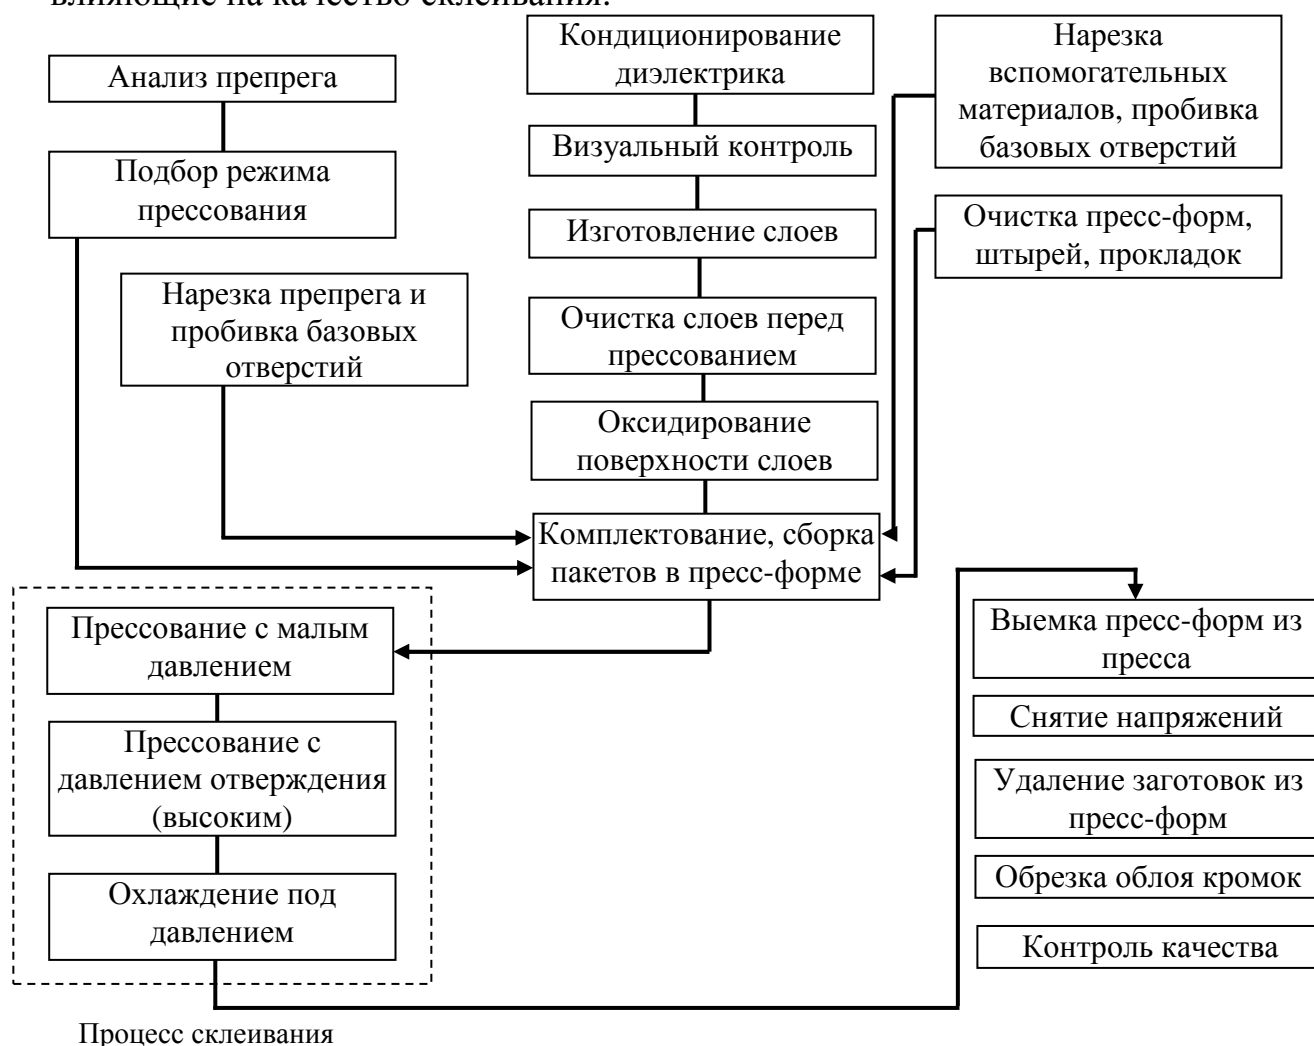 влияющие на качество склеивания.
Анализ препрега
Подбор режима
прессования
Нарезка препрега и
пробивка базовых
отверстий
Кондиционирование
диэлектрика
Визуальный контроль
Изготовление слоев
Очистка слоев перед
прессованием
Оксидирование
поверхности слоев
Нарезка
вспомогательных
материалов, пробивка
базовых отверстий
Очистка пресс-форм,
штырей, прокладок
Комплектование, сборка
пакетов в пресс-форме
Прессование с малым
давлением
Прессование с
давлением отверждения
(высоким)
Охлаждение под
давлением
Процесс склеивания
Выемка пресс-форм из
пресса
Снятие напряжений
Удаление заготовок из
пресс-форм
Обрезка облоя кромок
Контроль качества